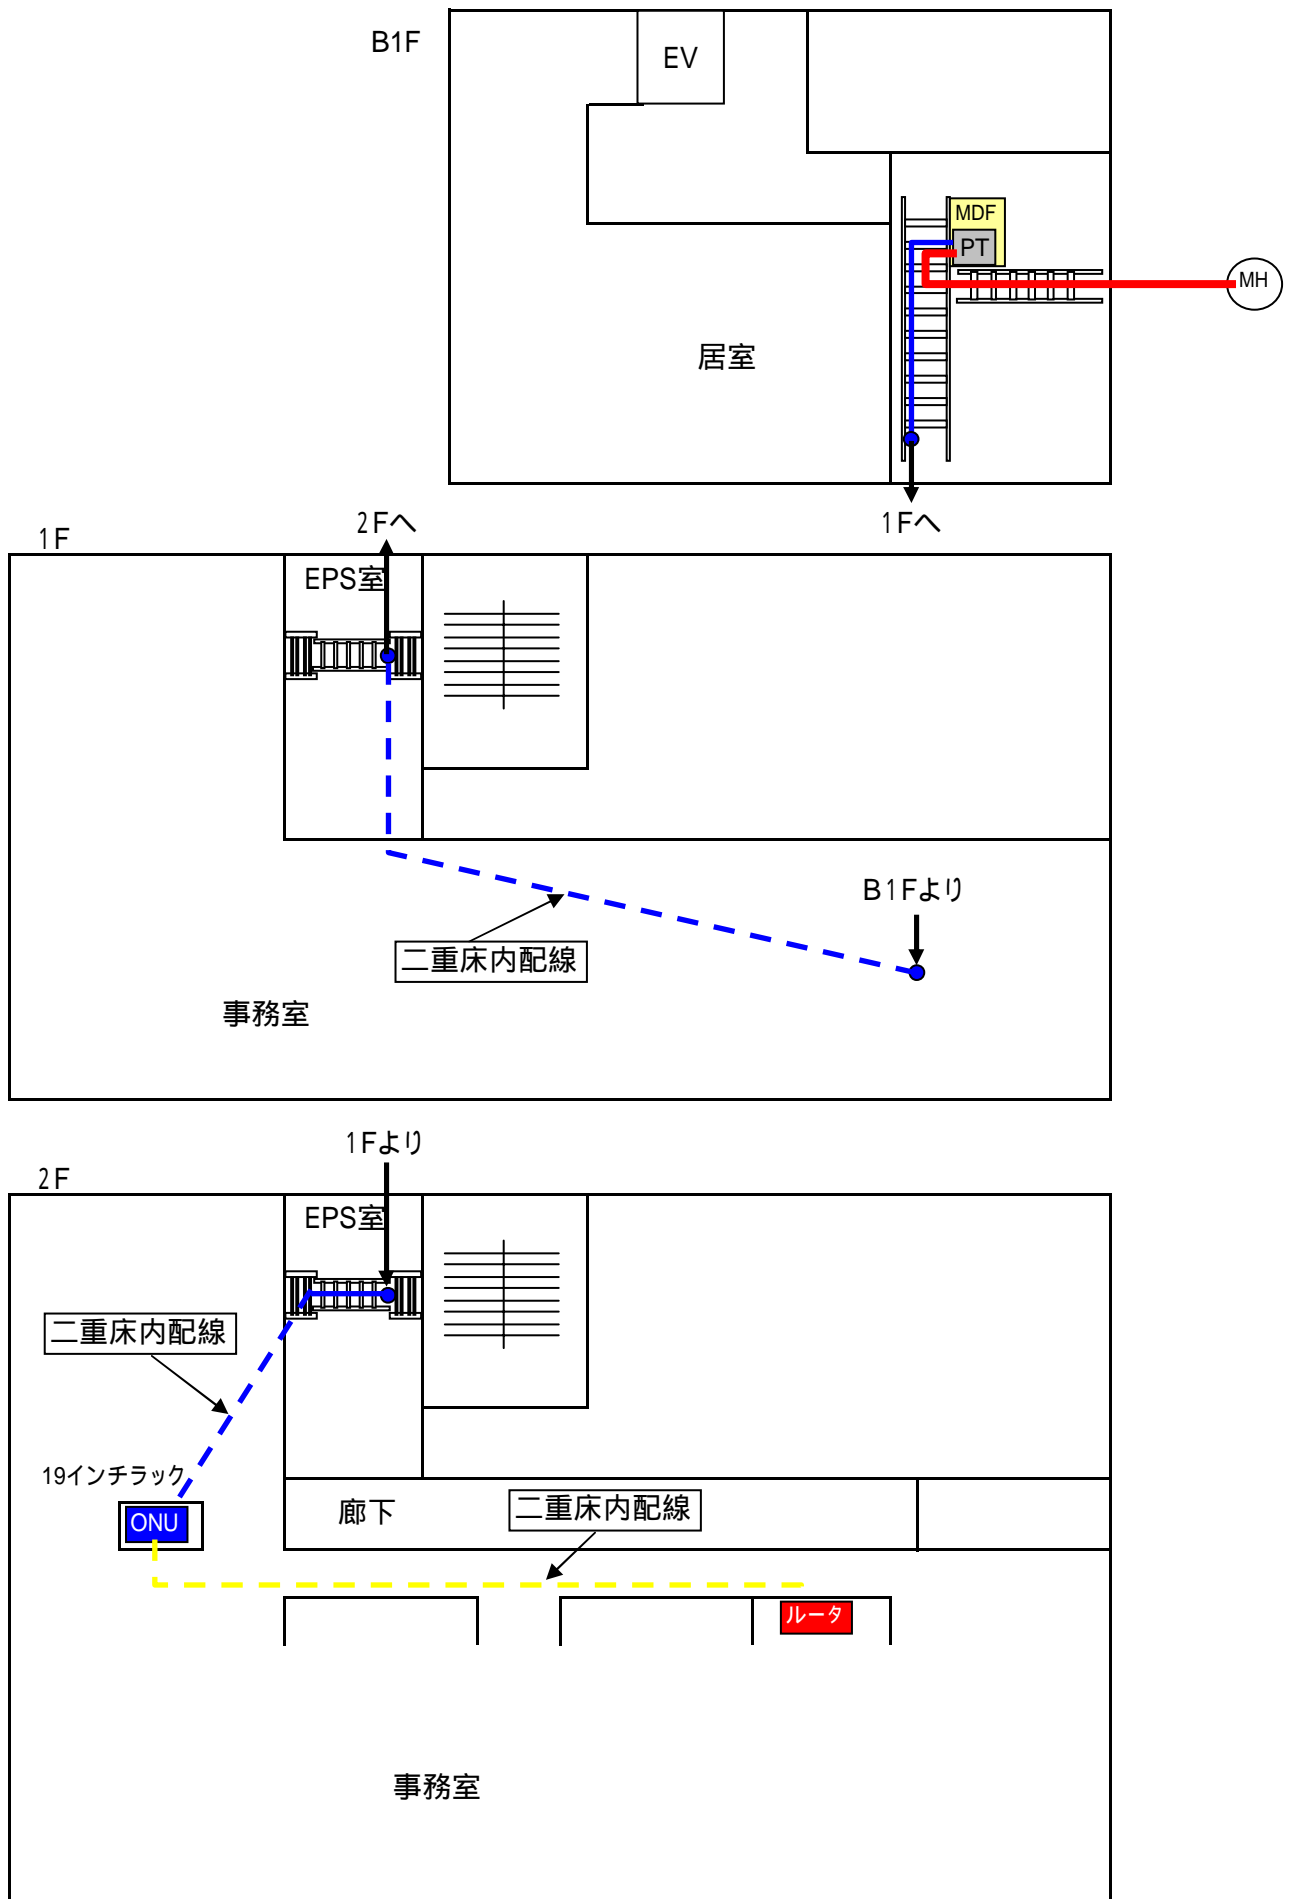 B1F
EV
MDF
PT
MH
居室
1Fへ
1F
2Fへ
EPS室
B1Fより
二重床内配線
事務室
1Fより
2F
EPS室
二重床内配線
19インチラック
ONU
廊下
二重床内配線
ルータ
事務室